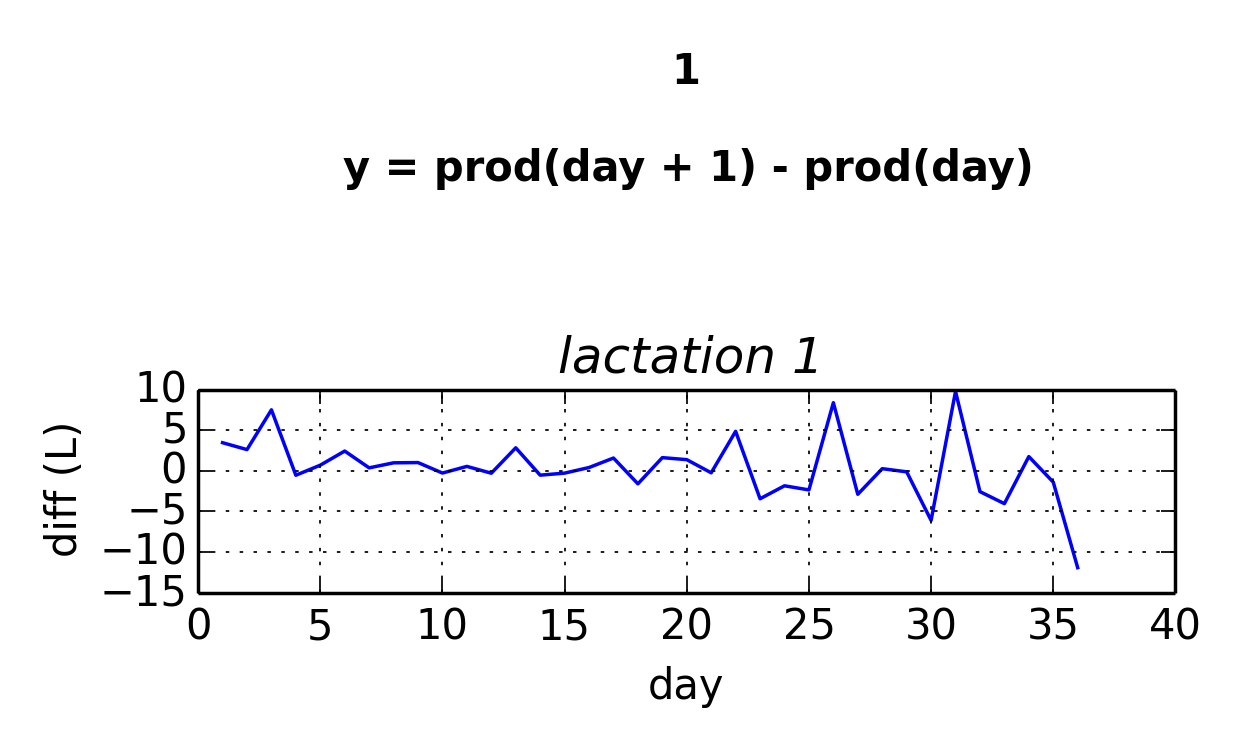 1
y = prod(day + 1) - prod(day)
lactation 1
diff (L)
10
5
0
−5
−10
−15
0 5 10 15 20 25 30 35 40
day